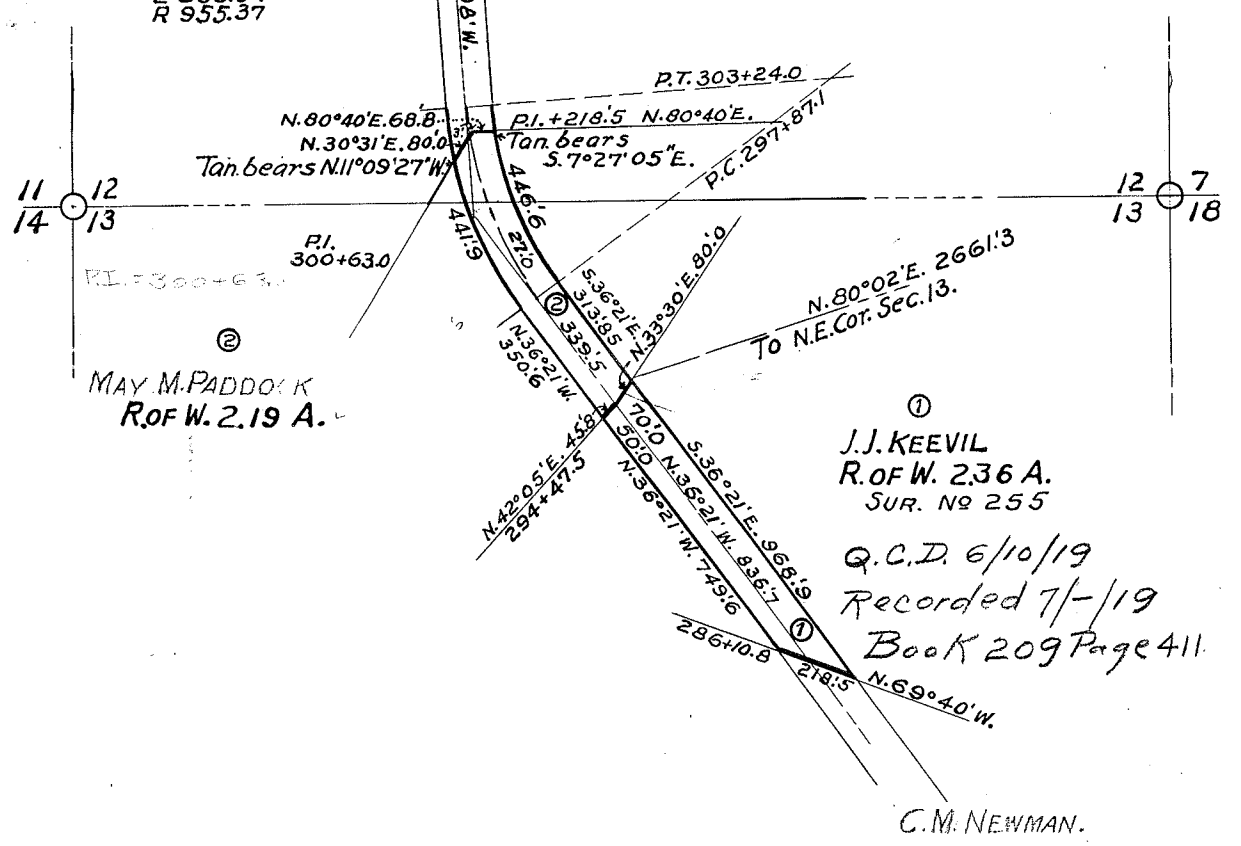 R 955.37
8' W.
P.T. 303+24.0
N.80°40'E. 68.8
P.I. +218.5 N.80°40'E.
N.30°31'E. 80.0
3'
Tan. bears
S.7°27'05"E.
Tan. bears N.11°09'27"W.
P.C. 297+87.1
11 12
14 13
12 7
13 18
446.6
441.9
27.0
P.I.
300+63.0
P.I. = 300+63.
S.36°21'E.
313.85
N.33°30'E. 80.0
N.80°02'E. 2661.3
To N.E. Cor. Sec. 13.
②
②
339.5
N.36°21'W.
350.6
MAY M. PADDOCK
R. OF W. 2.19 A.
①
J.J. KEEVIL
R. OF W. 2.36 A.
SUR. No 255
N.42°05'E. 45.8
294+47.5
70.0
50.0
N.36°21'W. 836.7
S.36°21'E. 968.9
N.36°21'W. 749.6
Q.C.D. 6/10/19
Recorded 7/-/19
Book 209 Page 411
①
286+10.8
218.5
N.69°40'W.
C.M. NEWMAN.